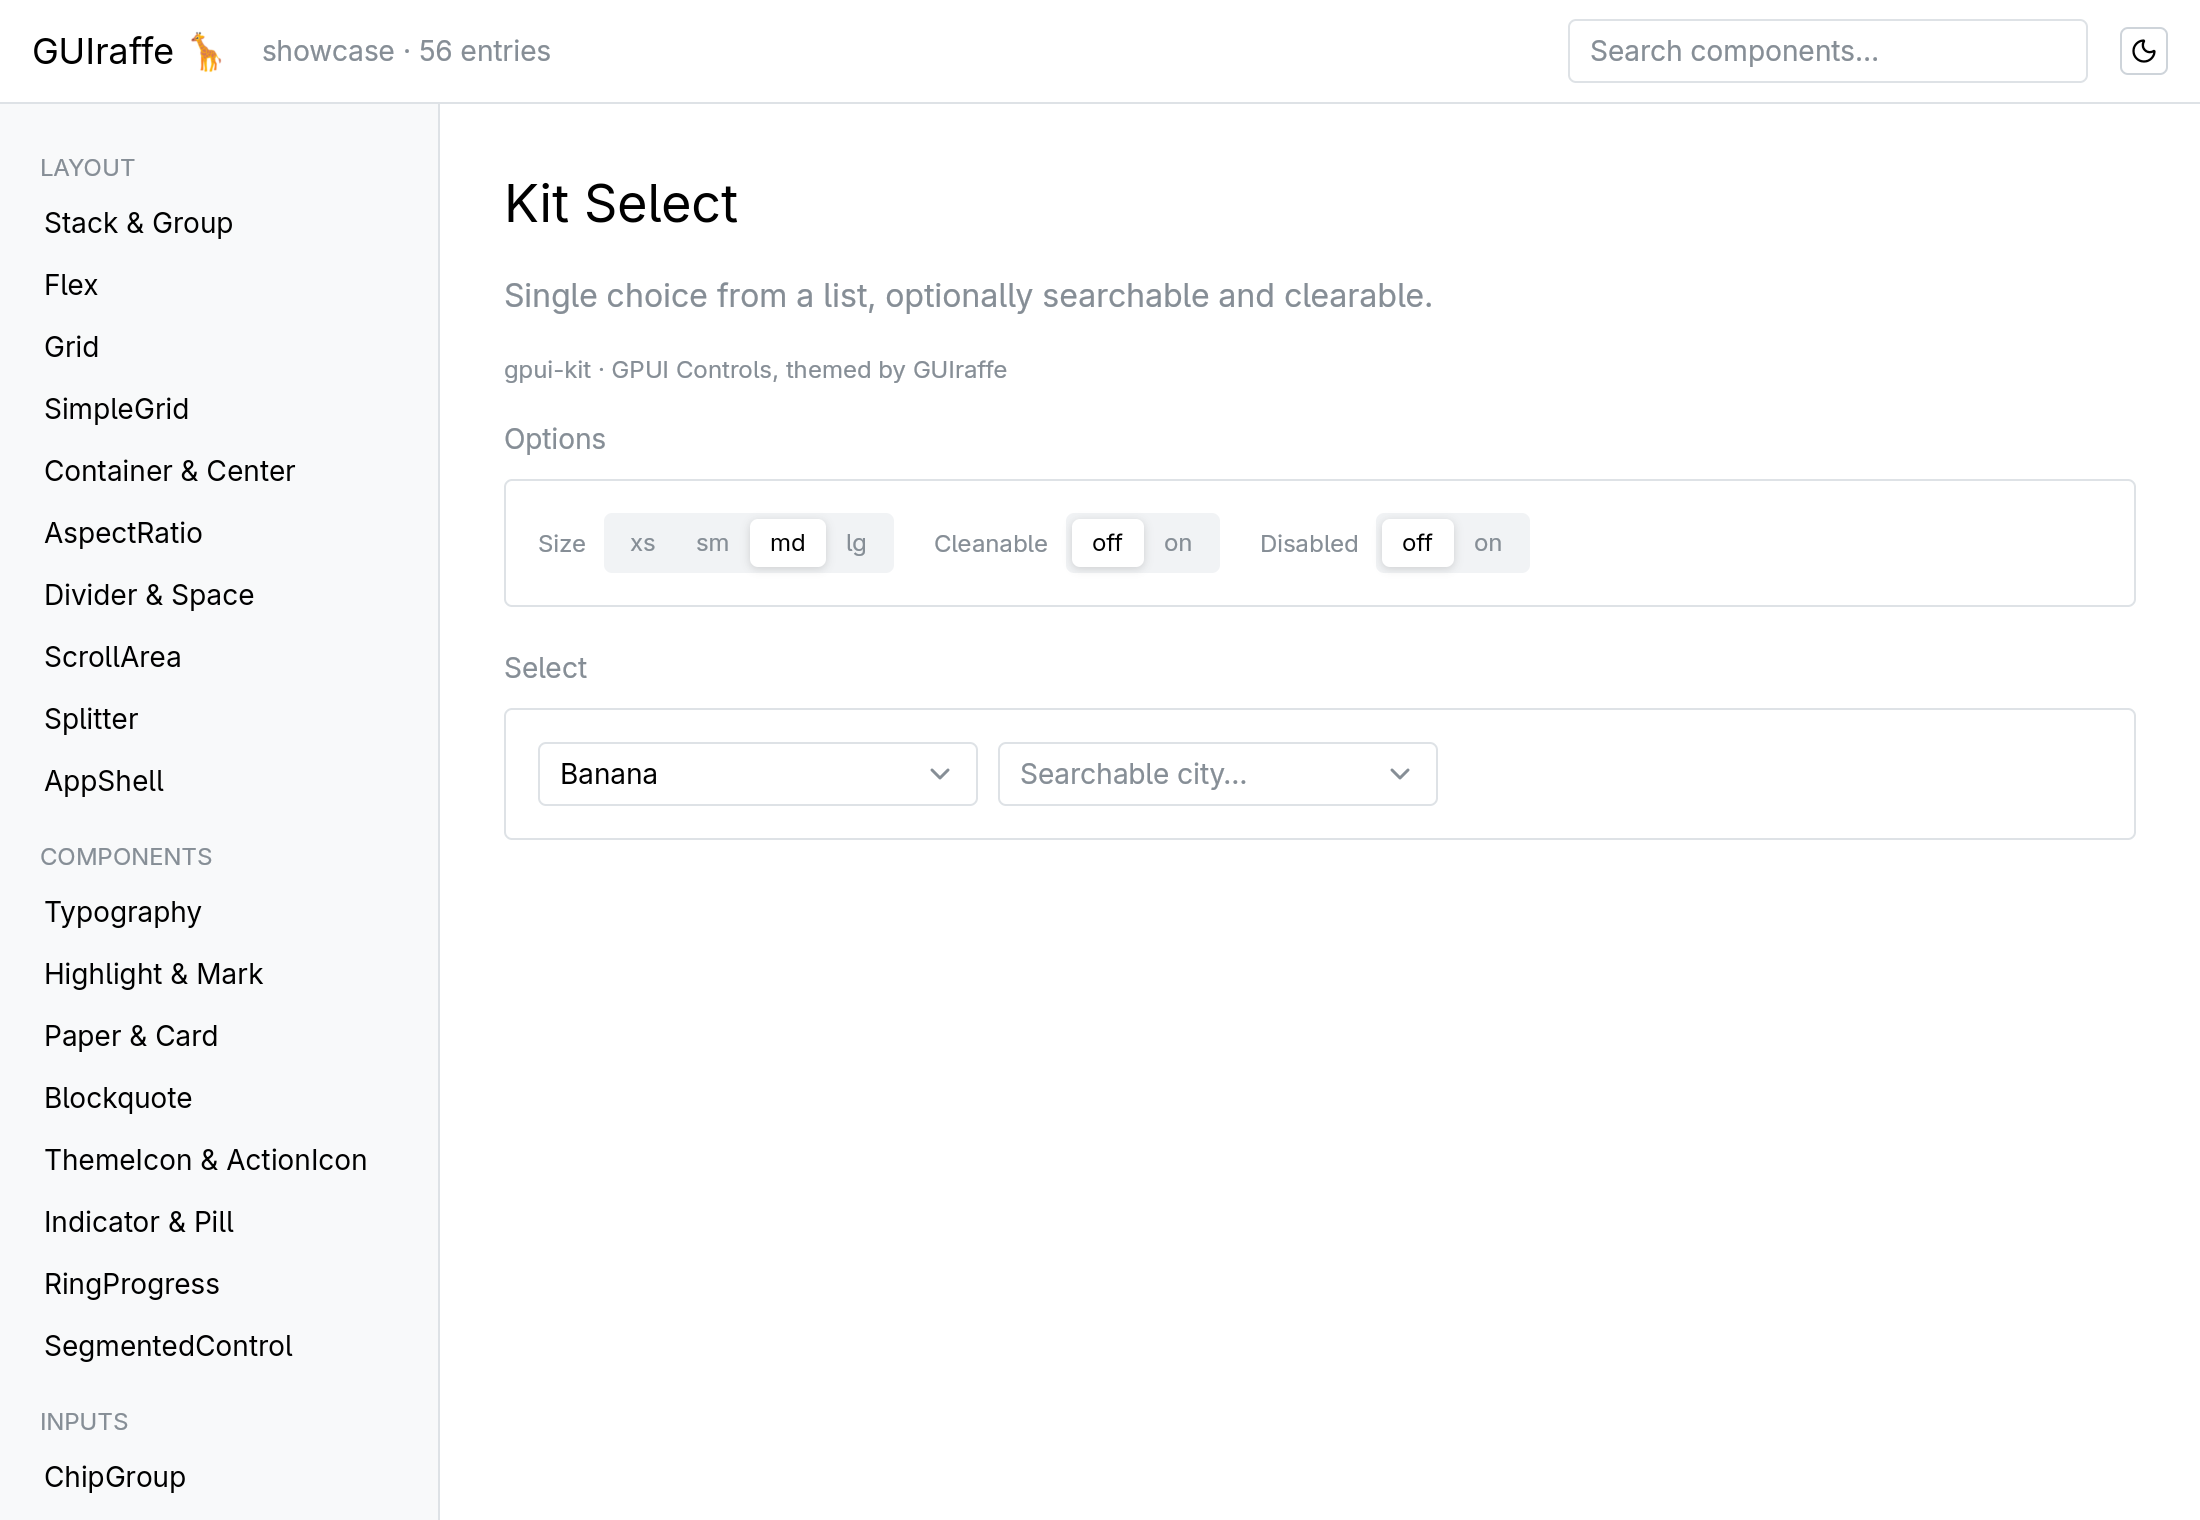 GUIraffe 🦒 showcase · 56 entries Search components...
LAYOUT
Stack & Group
Flex
Grid
SimpleGrid
Container & Center
AspectRatio
Divider & Space
ScrollArea
Splitter
AppShell
COMPONENTS
Typography
Highlight & Mark
Paper & Card
Blockquote
ThemeIcon & ActionIcon
Indicator & Pill
RingProgress
SegmentedControl
INPUTS
ChipGroup
Kit Select
Single choice from a list, optionally searchable and clearable.
gpui-kit · GPUI Controls, themed by GUIraffe
Options
Size xs sm md lg Cleanable off on Disabled off on
Select
Banana Searchable city...